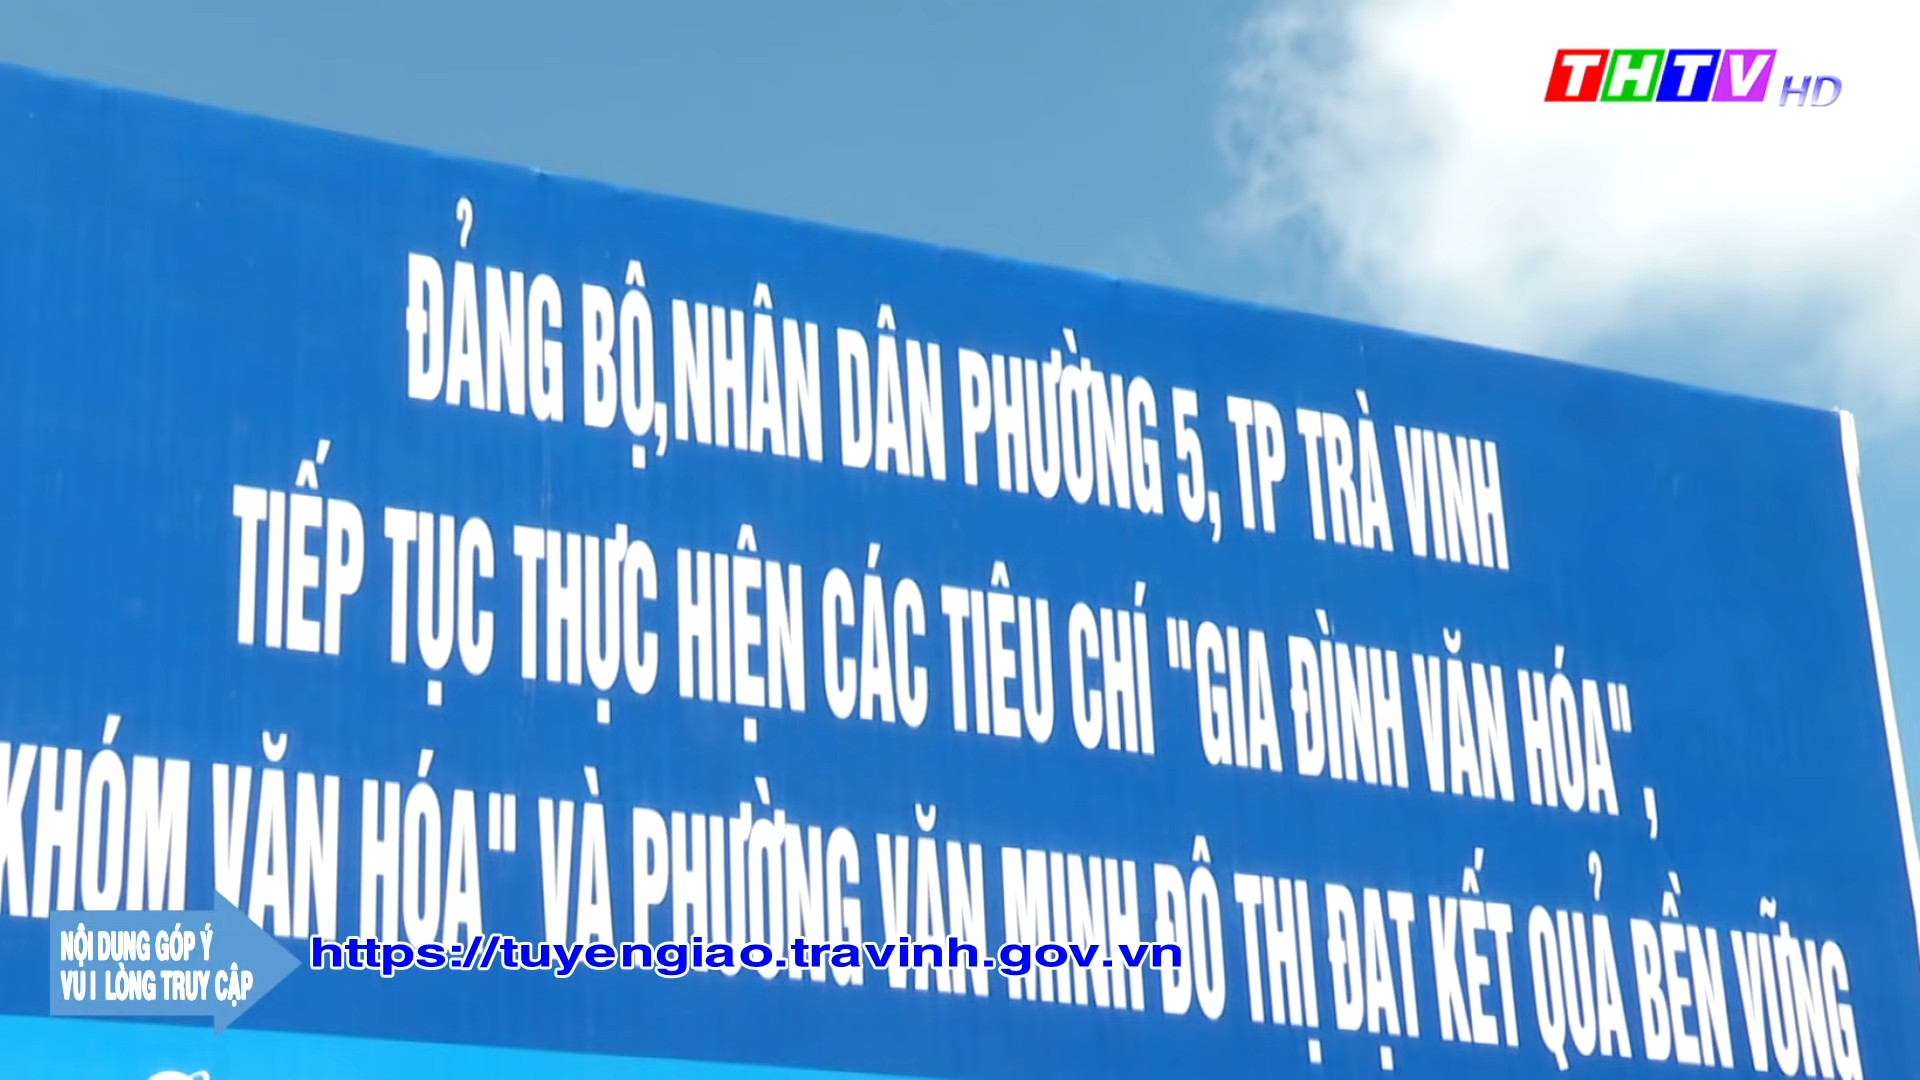 THTV HD
ĐẢNG BỘ,NHÂN DÂN PHƯỜNG 5, TP TRÀ VINH
TIẾP TỤC THỰC HIỆN CÁC TIÊU CHÍ "GIA ĐÌNH VĂN HÓA" ,
KHÓM VĂN HÓA" VÀ PHƯỜNG VĂN MINH ĐÔ THỊ ĐẠT KẾT QUẢ BỀN VỮNG
NỘI DUNG GÓP Ý
VUI LÒNG TRUY CẬP
https://tuyengiao.travinh.gov.vn